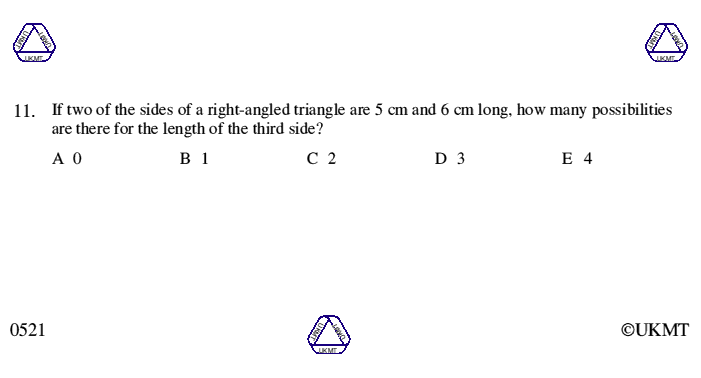 UKMT UKMT UKMT
UKMT UKMT UKMT
11. If two of the sides of a right-angled triangle are 5 cm and 6 cm long, how many possibilities
are there for the length of the third side?
A 0 B 1 C 2 D 3 E 4
0521
UKMT UKMT UKMT
©UKMT